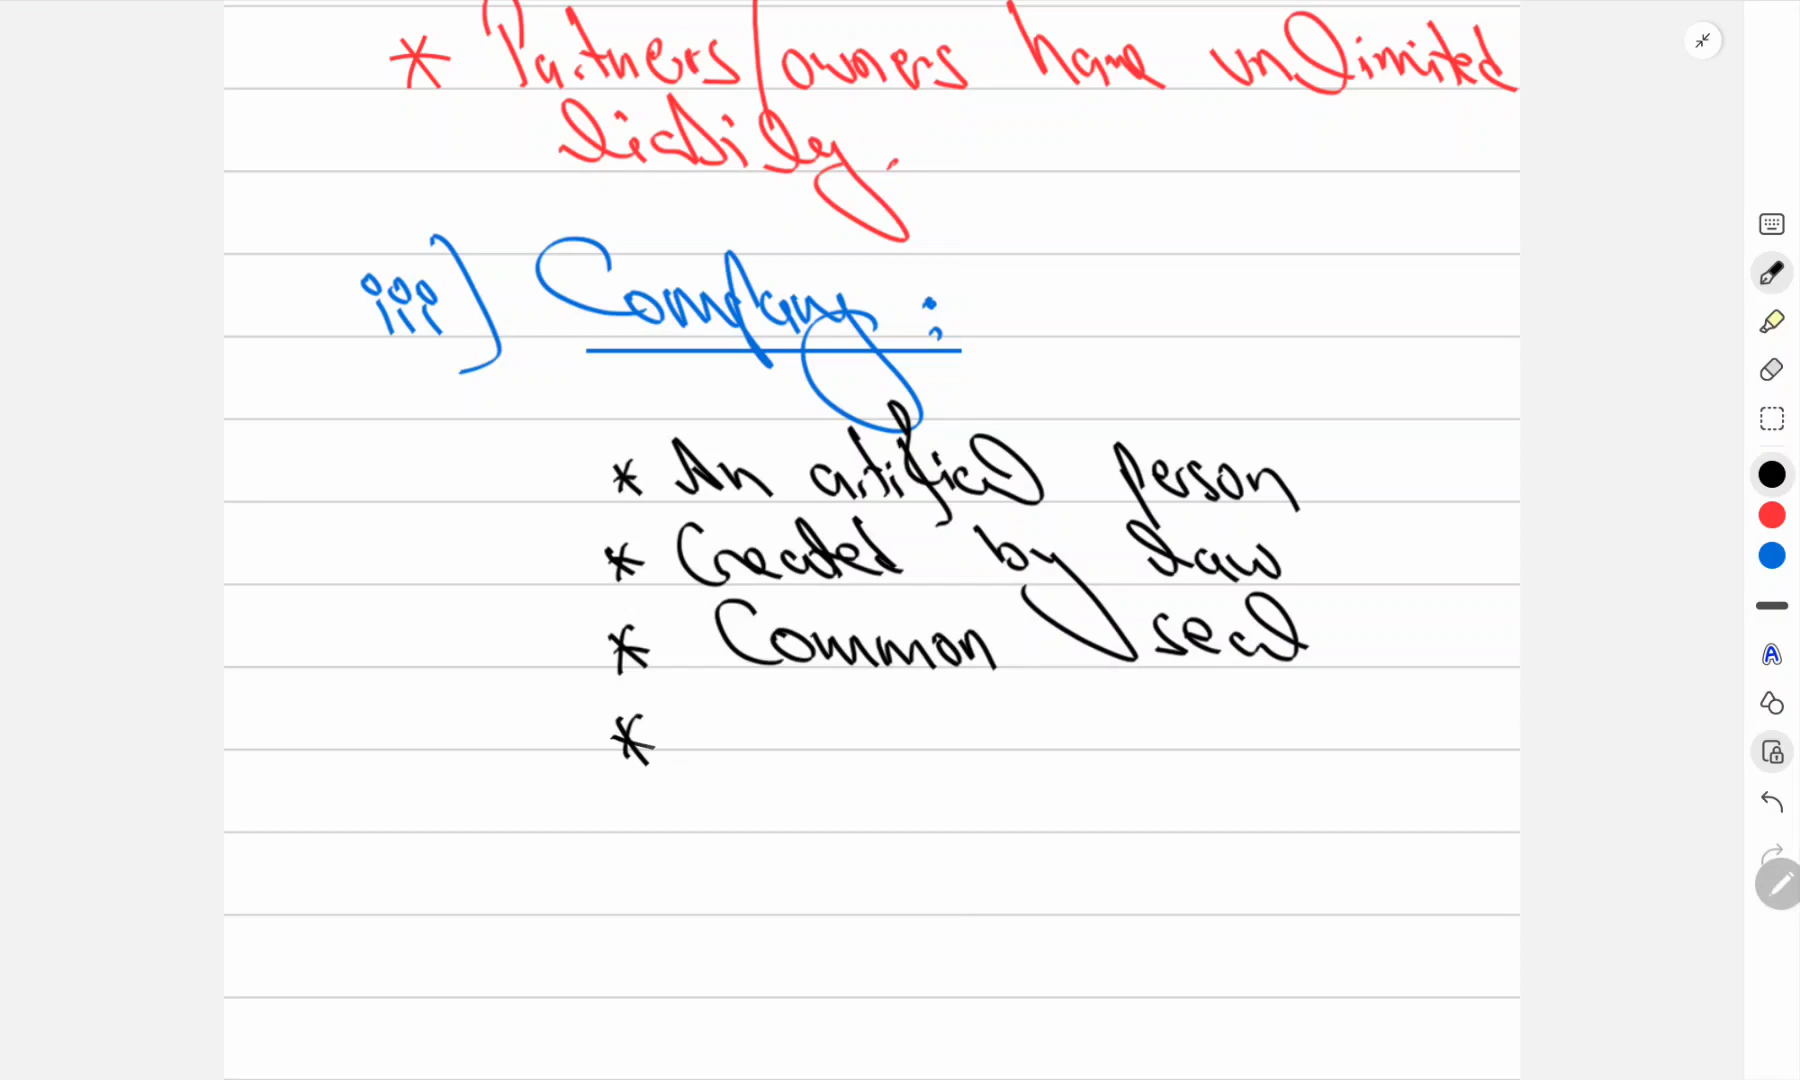 * Partners/owners have unlimited
liability.
iii) Company :
* An artificial person
* Created by law
* Common seal
*